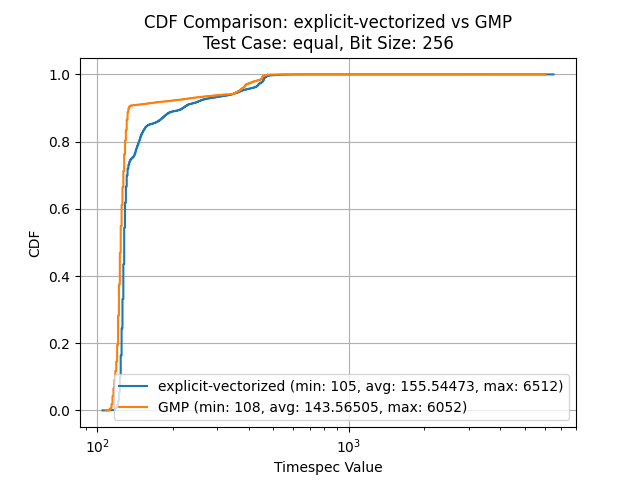 CDF Comparison: explicit-vectorized vs GMP
Test Case: equal, Bit Size: 256
CDF
1.0
0.8
0.6
0.4
0.2
0.0
explicit-vectorized (min: 105, avg: 155.54473, max: 6512)
GMP (min: 108, avg: 143.56505, max: 6052)
10² 10³
Timespec Value